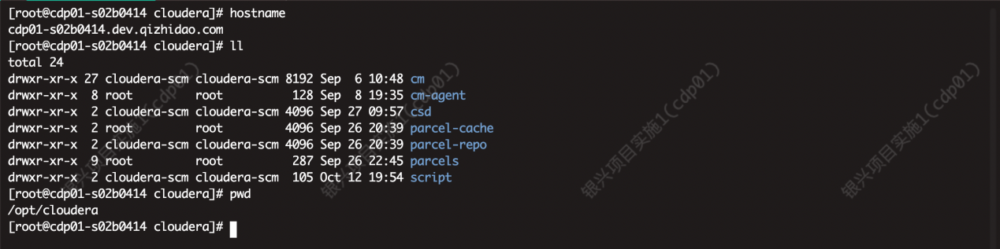 [root@cdp01-s02b0414 cloudera]# hostname
cdp01-s02b0414.dev.qizhidao.com
[root@cdp01-s02b0414 cloudera]# ll
total 24
drwxr-xr-x 27 cloudera-scm cloudera-scm 8192 Sep  6 10:48 cm
drwxr-xr-x  8 root         root          128 Sep  8 19:35 cm-agent
drwxr-xr-x  2 cloudera-scm cloudera-scm 4096 Sep 27 09:57 csd
drwxr-xr-x  2 root         root         4096 Sep 26 20:39 parcel-cache
drwxr-xr-x  2 cloudera-scm cloudera-scm 4096 Sep 26 20:39 parcel-repo
drwxr-xr-x  9 root         root          287 Sep 26 22:45 parcels
drwxr-xr-x  2 cloudera-scm cloudera-scm  105 Oct 12 19:54 script
[root@cdp01-s02b0414 cloudera]# pwd
/opt/cloudera
[root@cdp01-s02b0414 cloudera]#
银兴项目实施1(cdp01)
银兴项目实施1(cdp01)
银兴项目实施1(cdp01)
银兴项目实施1(cdp01)